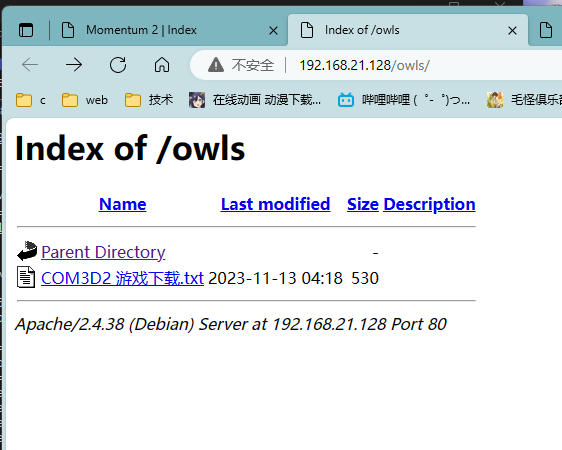 Momentum 2 | Index
Index of /owls
不安全 192.168.21.128/owls/
c web 技术 在线动画 动漫下载... 哔哩哔哩 ( ゜- ゜)つ... 毛怪俱乐部
Index of /owls
Name Last modified Size Description
Parent Directory -
COM3D2 游戏下载.txt 2023-11-13 04:18 530
Apache/2.4.38 (Debian) Server at 192.168.21.128 Port 80